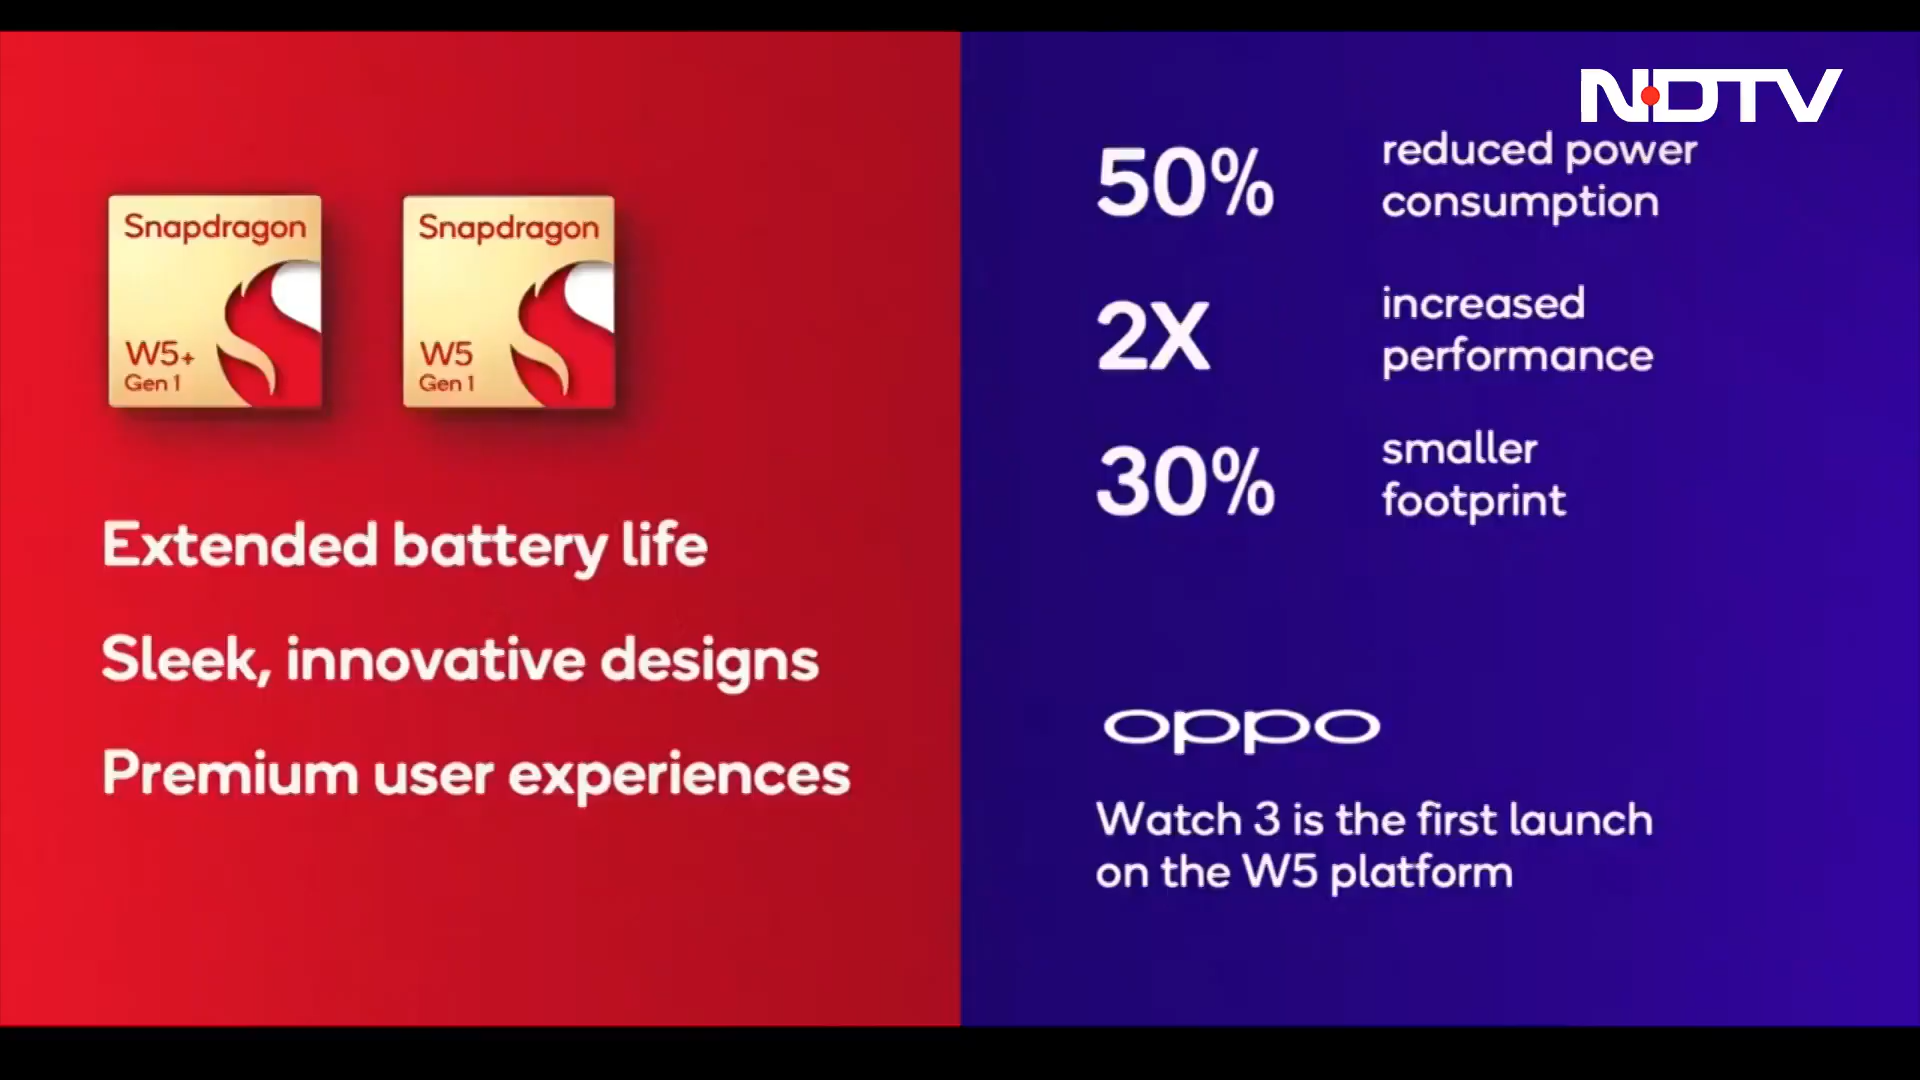 Snapdragon
W5+
Gen 1
Snapdragon
W5
Gen 1
Extended battery life
Sleek, innovative designs
Premium user experiences
NDTV
50%
reduced power
consumption
2X
increased
performance
30%
smaller
footprint
oppo
Watch 3 is the first launch
on the W5 platform